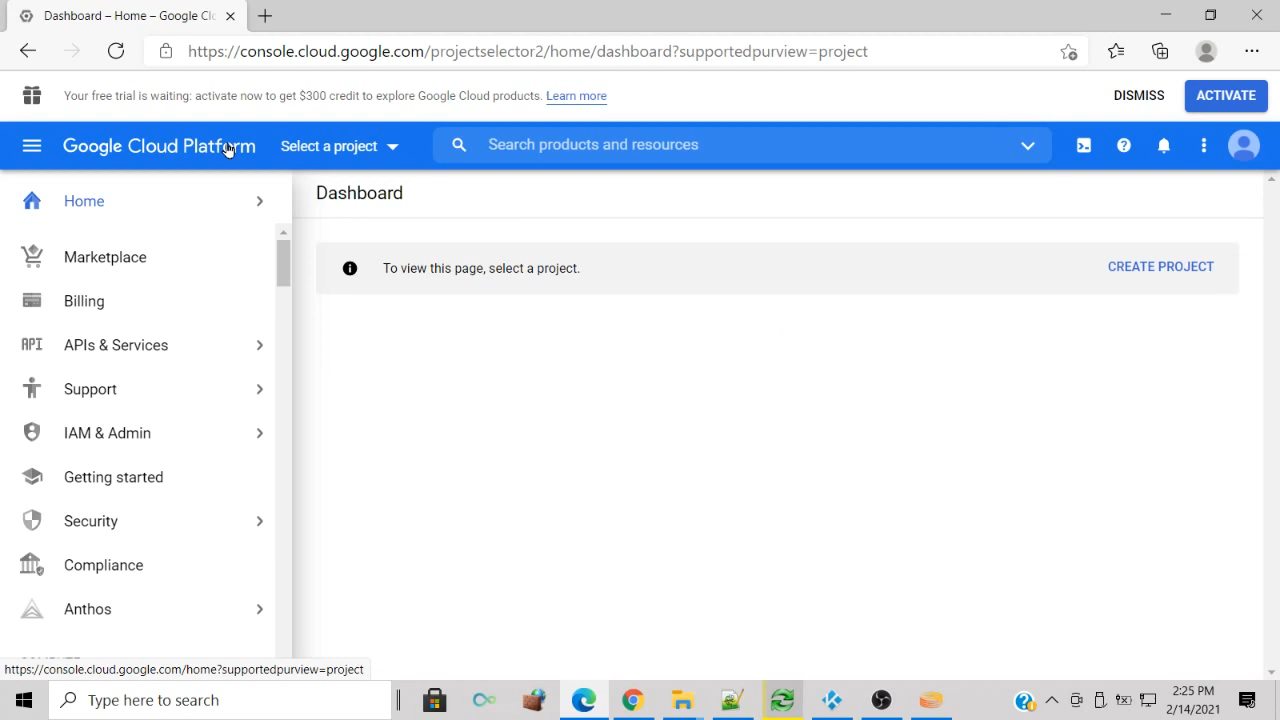 Dashboard – Home – Google Clo
https://console.cloud.google.com/projectselector2/home/dashboard?supportedpurview=project
Your free trial is waiting: activate now to get $300 credit to explore Google Cloud products. Learn more
DISMISS
ACTIVATE
Google Cloud Platform
Select a project
Search products and resources
Home
Dashboard
Marketplace
To view this page, select a project.
CREATE PROJECT
Billing
API
APIs & Services
Support
IAM & Admin
Getting started
Security
Compliance
Anthos
https://console.cloud.google.com/home?supportedpurview=project
Type here to search
2:25 PM
2/14/2021